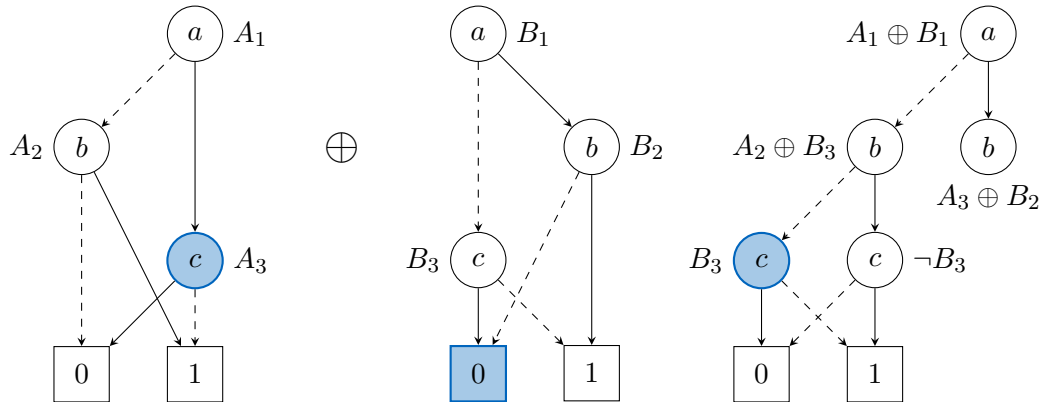 a A₁ a B₁ A₁ ⊕ B₁ a
A₂ b ⊕ b B₂ A₂ ⊕ B₃ b b
A₃ ⊕ B₂
c A₃ B₃ c B₃ c c ¬B₃
0 1 0 1 0 1